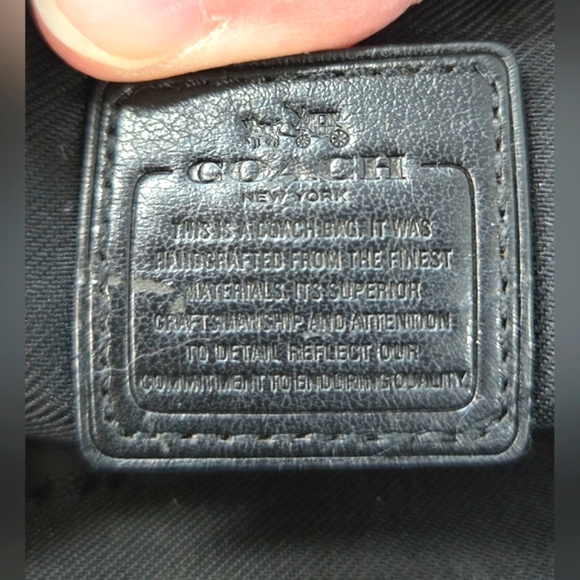 COACH
NEW YORK
THIS IS A COACH BAG. IT WAS
HANDCRAFTED FROM THE FINEST
MATERIALS. ITS SUPERIOR
CRAFTSMANSHIP AND ATTENTION
TO DETAIL REFLECT OUR
COMMITMENT TO ENDURING QUALITY.